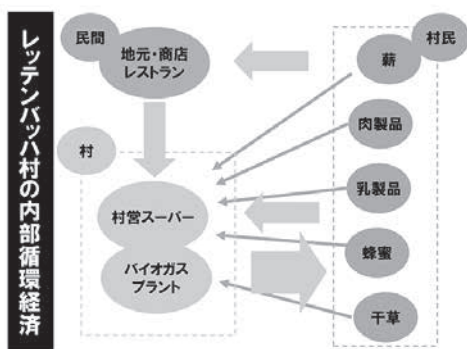 レッテンバッハ村の内部循環経済
民間
地元・商店
レストラン
村
村営スーパー
バイオガス
プラント
村民
薪
肉製品
乳製品
蜂蜜
干草